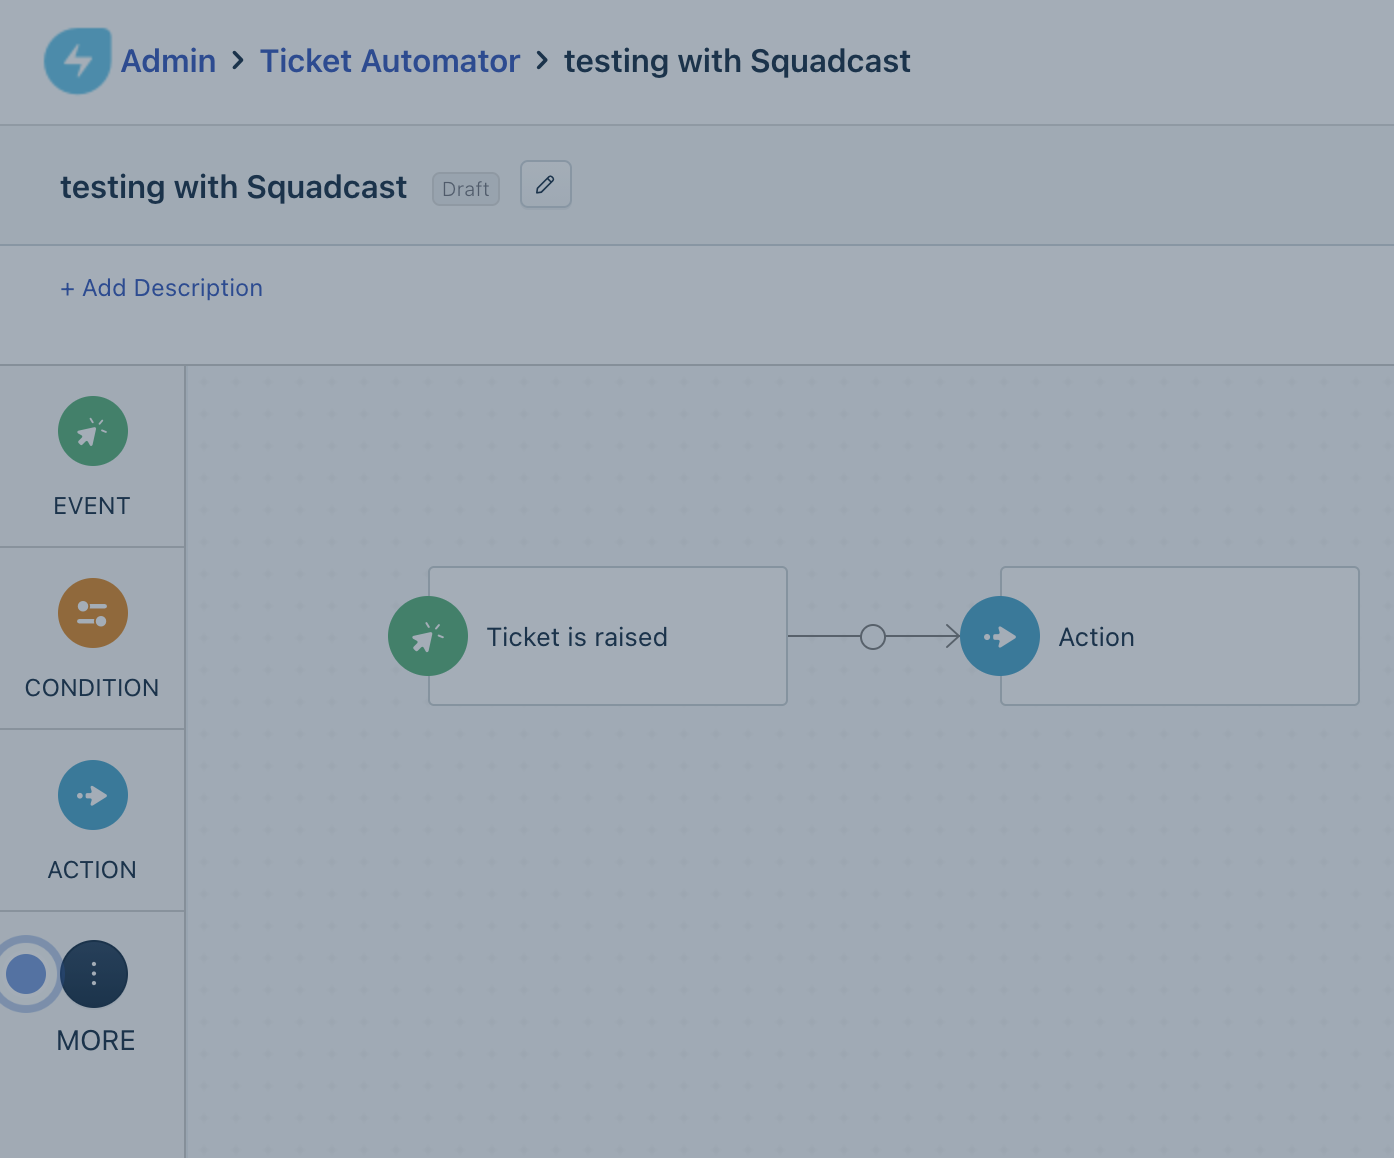 Admin > Ticket Automator > testing with Squadcast
testing with Squadcast Draft
+ Add Description
EVENT
CONDITION
ACTION
MORE
Ticket is raised
Action